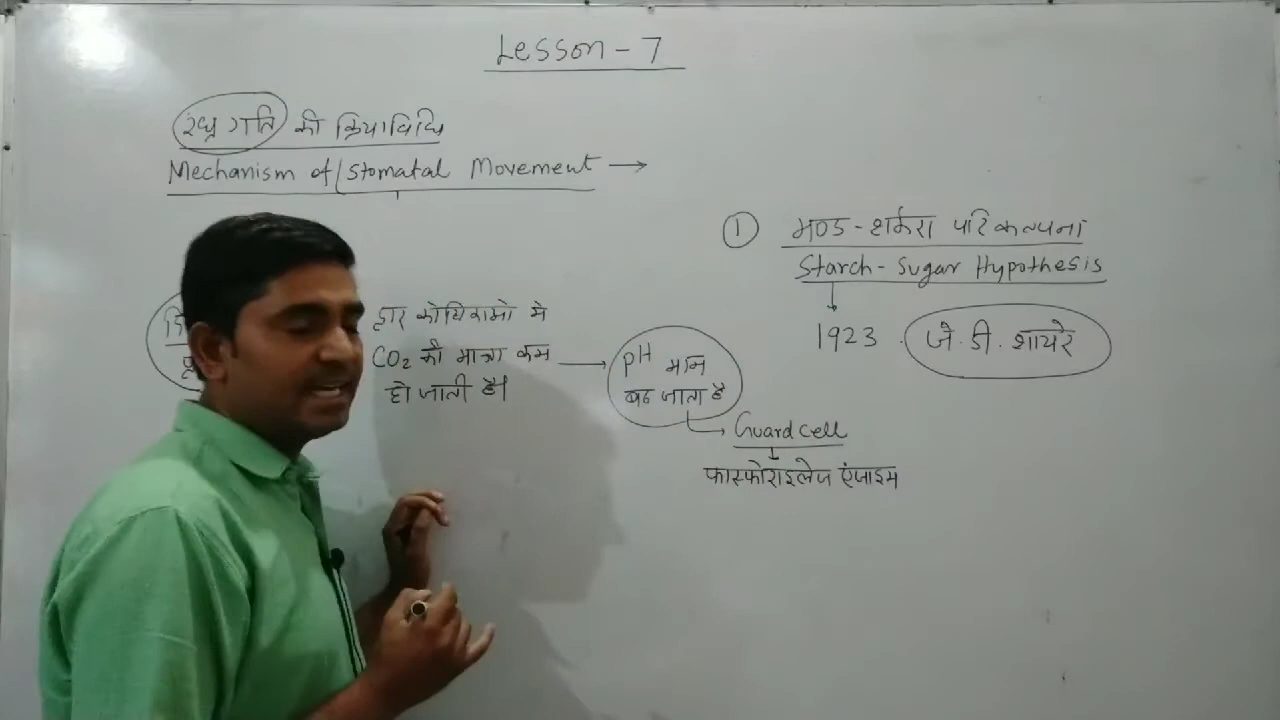 Lesson - 7
रंध्र गति की क्रियाविधि
Mechanism of Stomatal Movement →
① मण्ड - शर्करा परिकल्पना
Starch - Sugar Hypothesis
1923. जे. डी. शायरे
द्वार कोशिकाओं में
CO₂ की मात्रा कम
हो जाती है।
pH मान
बढ़ जाता है
Guard cell
फास्फोराइलेज एंजाइम